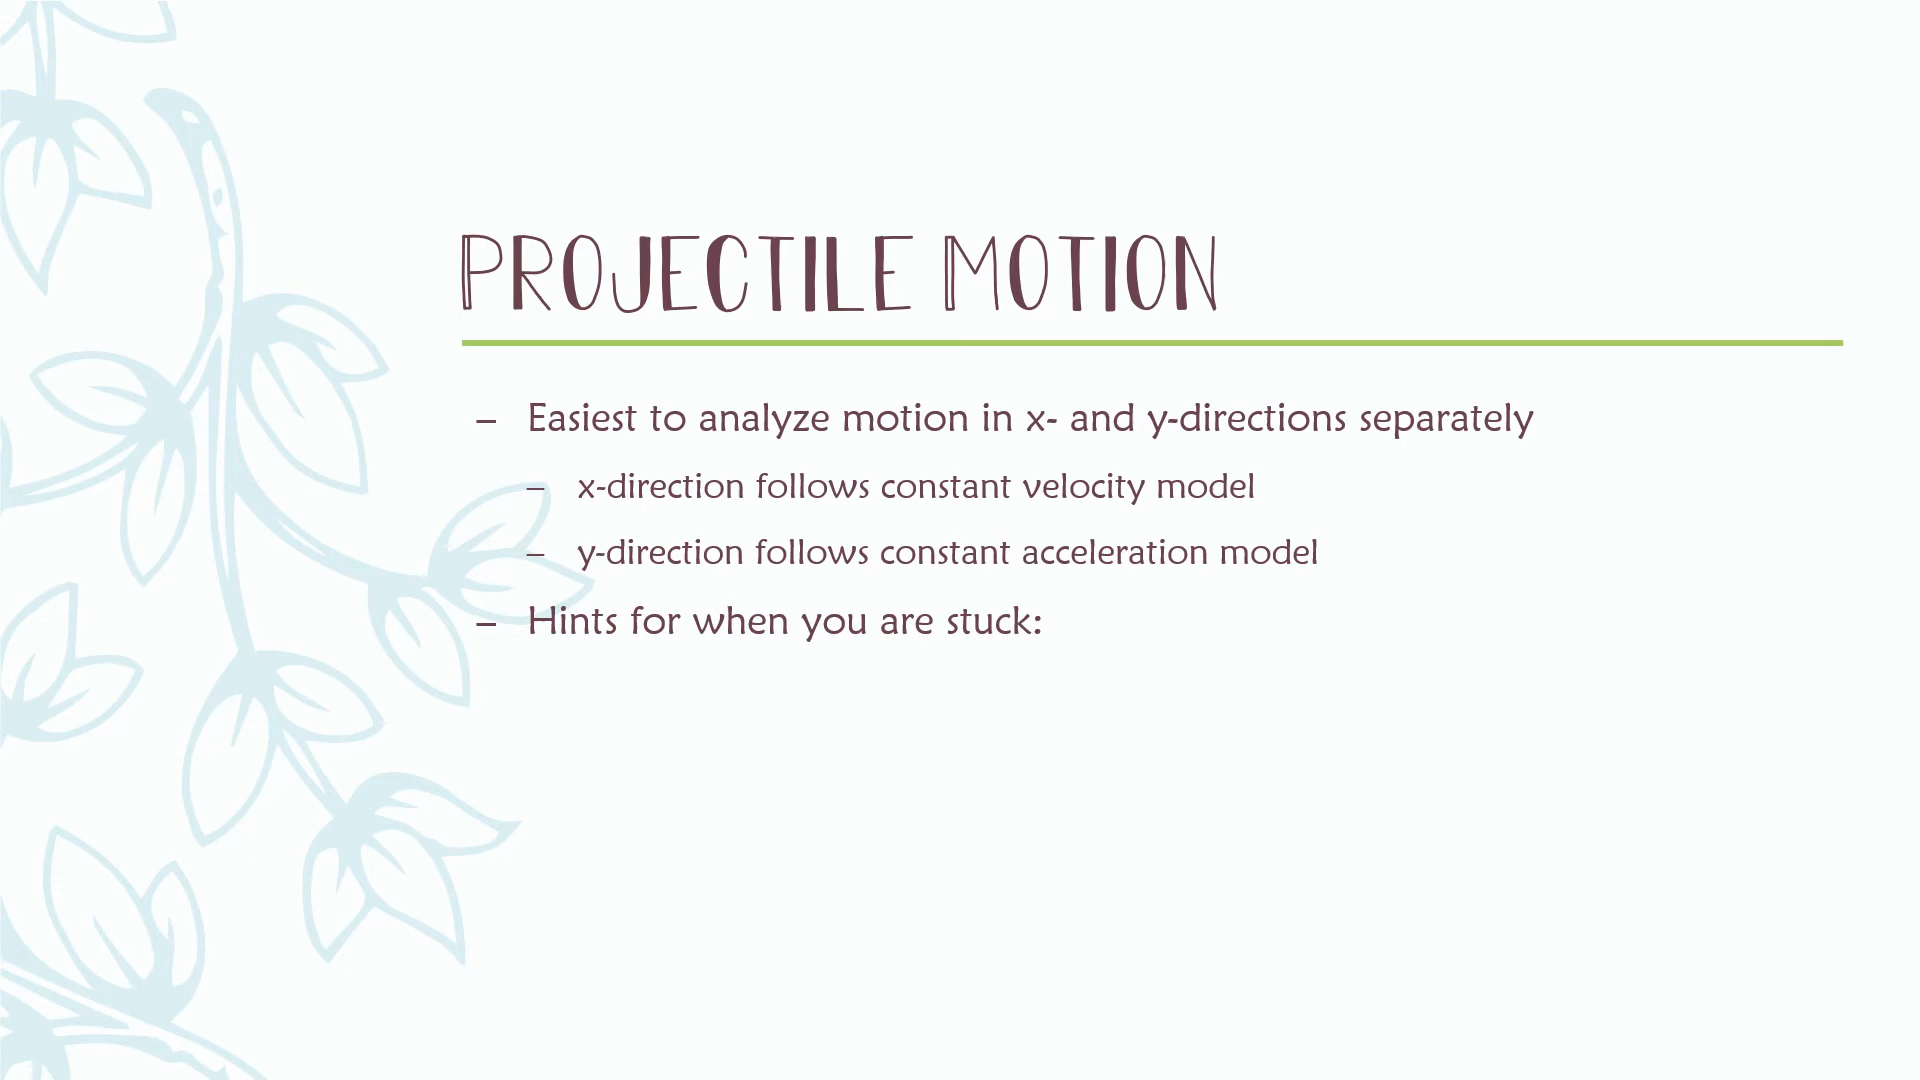 PROJECTILE MOTION
– Easiest to analyze motion in x- and y-directions separately
– x-direction follows constant velocity model
– y-direction follows constant acceleration model
– Hints for when you are stuck: